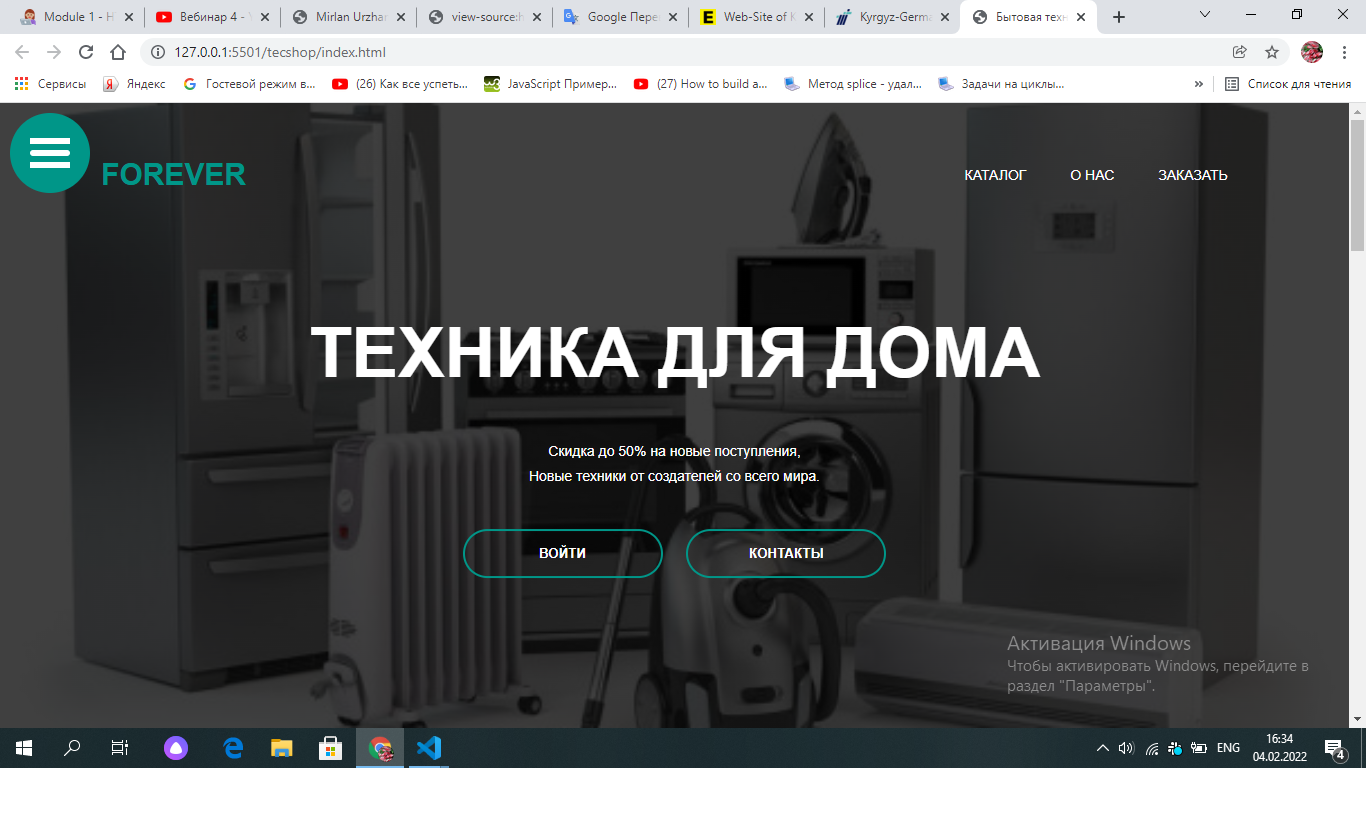 Module 1 - H
Вебинар 4 - Y
Mirlan Urzhar
view-source:h
Google Пере
Web-Site of K
Kyrgyz-Germa
Бытовая техн
127.0.0.1:5501/tecshop/index.html
Сервисы
Яндекс
Гостевой режим в...
(26) Как все успеть...
JavaScript Пример...
(27) How to build a...
Метод splice - удал...
Задачи на циклы...
»
Список для чтения
FOREVER
КАТАЛОГ
О НАС
ЗАКАЗАТЬ
ТЕХНИКА ДЛЯ ДОМА
Скидка до 50% на новые поступления,
Новые техники от создателей со всего мира.
ВОЙТИ
КОНТАКТЫ
Активация Windows
Чтобы активировать Windows, перейдите в
раздел "Параметры".
ENG
16:34
04.02.2022
4